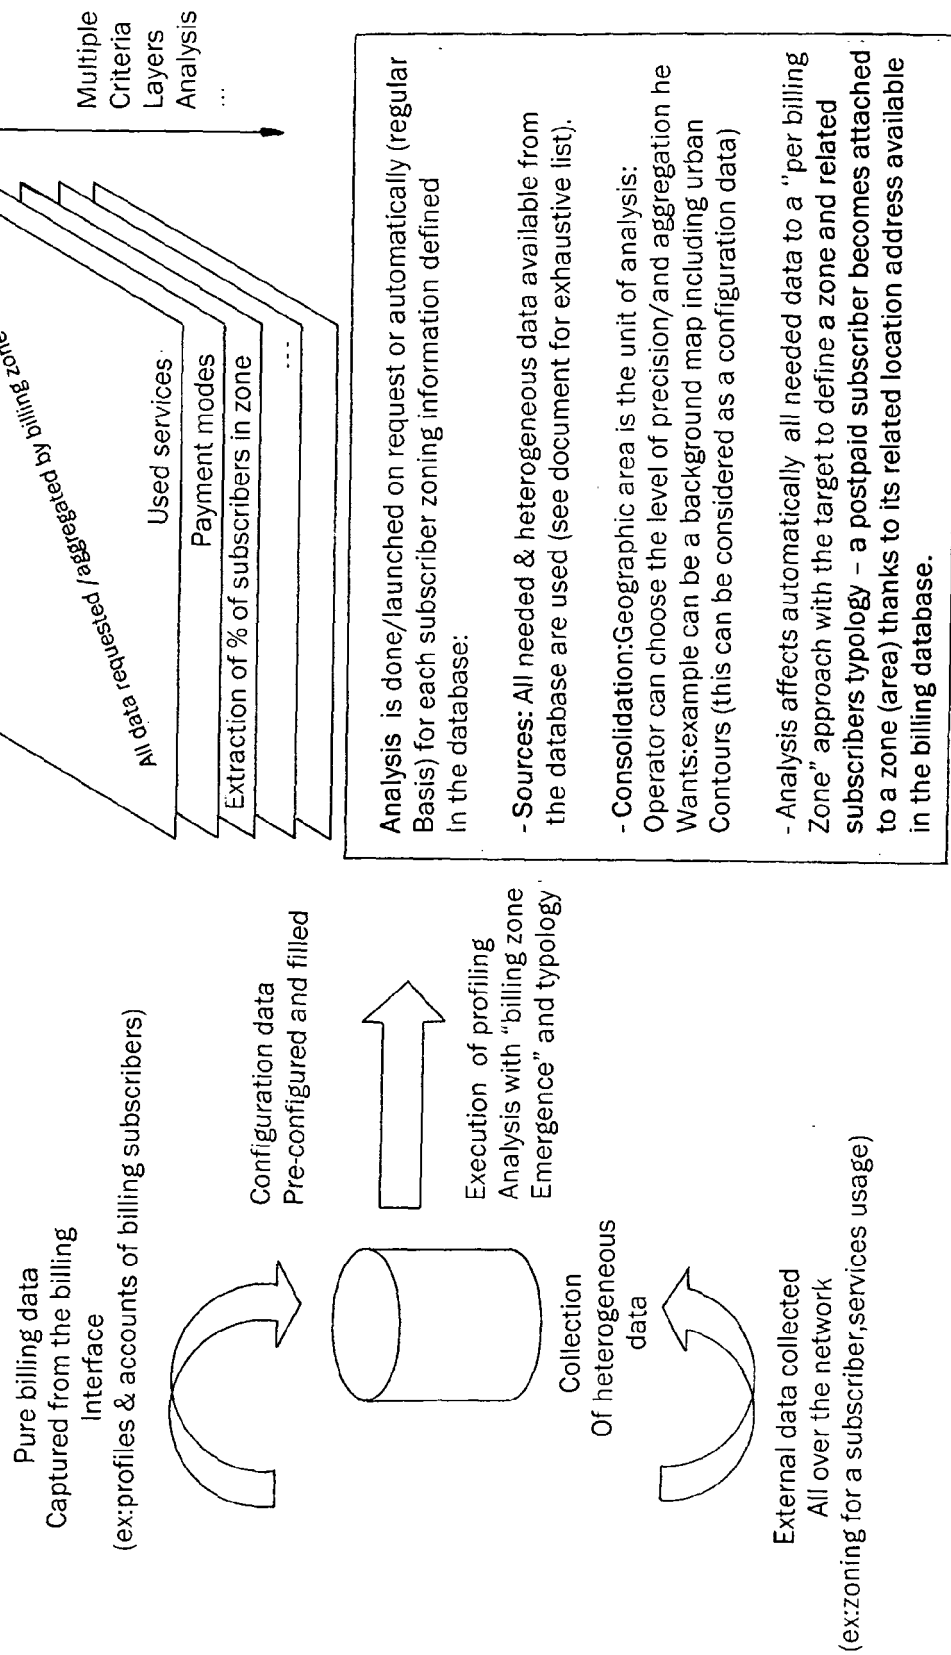 Pure billing data
Captured from the billing
Interface
(ex:profiles & accounts of billing subscribers)
Configuration data
Pre-configured and filled
Execution of profiling
Analysis with "billing zone
Emergence" and typology
Collection
Of heterogeneous
data
External data collected
All over the network
(ex:zoning for a subscriber,services usage)
All data requested /aggregated by billing zone
Used services
Payment modes
Extraction of % of subscribers in zone
...
Multiple
Criteria
Layers
Analysis
...
Analysis is done/launched on request or automatically (regular
Basis) for each subscriber zoning information defined
In the database:
- Sources: All needed & heterogeneous data available from
the database are used (see document for exhaustive list).
- Consolidation:Geographic area is the unit of analysis:
Operator can choose the level of precision/and aggregation he
Wants:example can be a background map including urban
Contours (this can be considered as a configuration data)
- Analysis affects automatically all needed data to a "per billing
Zone" approach with the target to define a zone and related
subscribers typology – a postpaid subscriber becomes attached
to a zone (area) thanks to its related location address available
in the billing database.